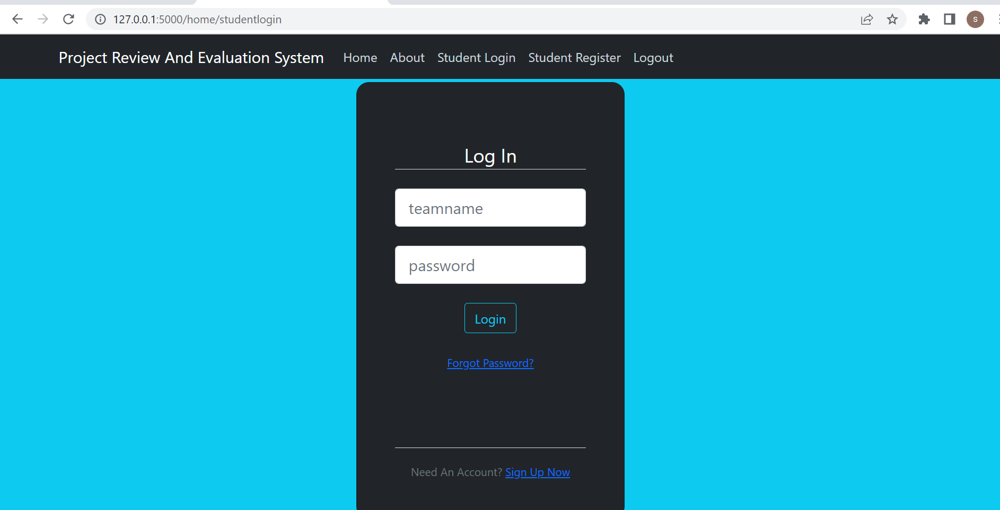 127.0.0.1:5000/home/studentlogin
S
Project Review And Evaluation System Home About Student Login Student Register Logout
Log In
teamname
password
Login
Forgot Password?
Need An Account? Sign Up Now